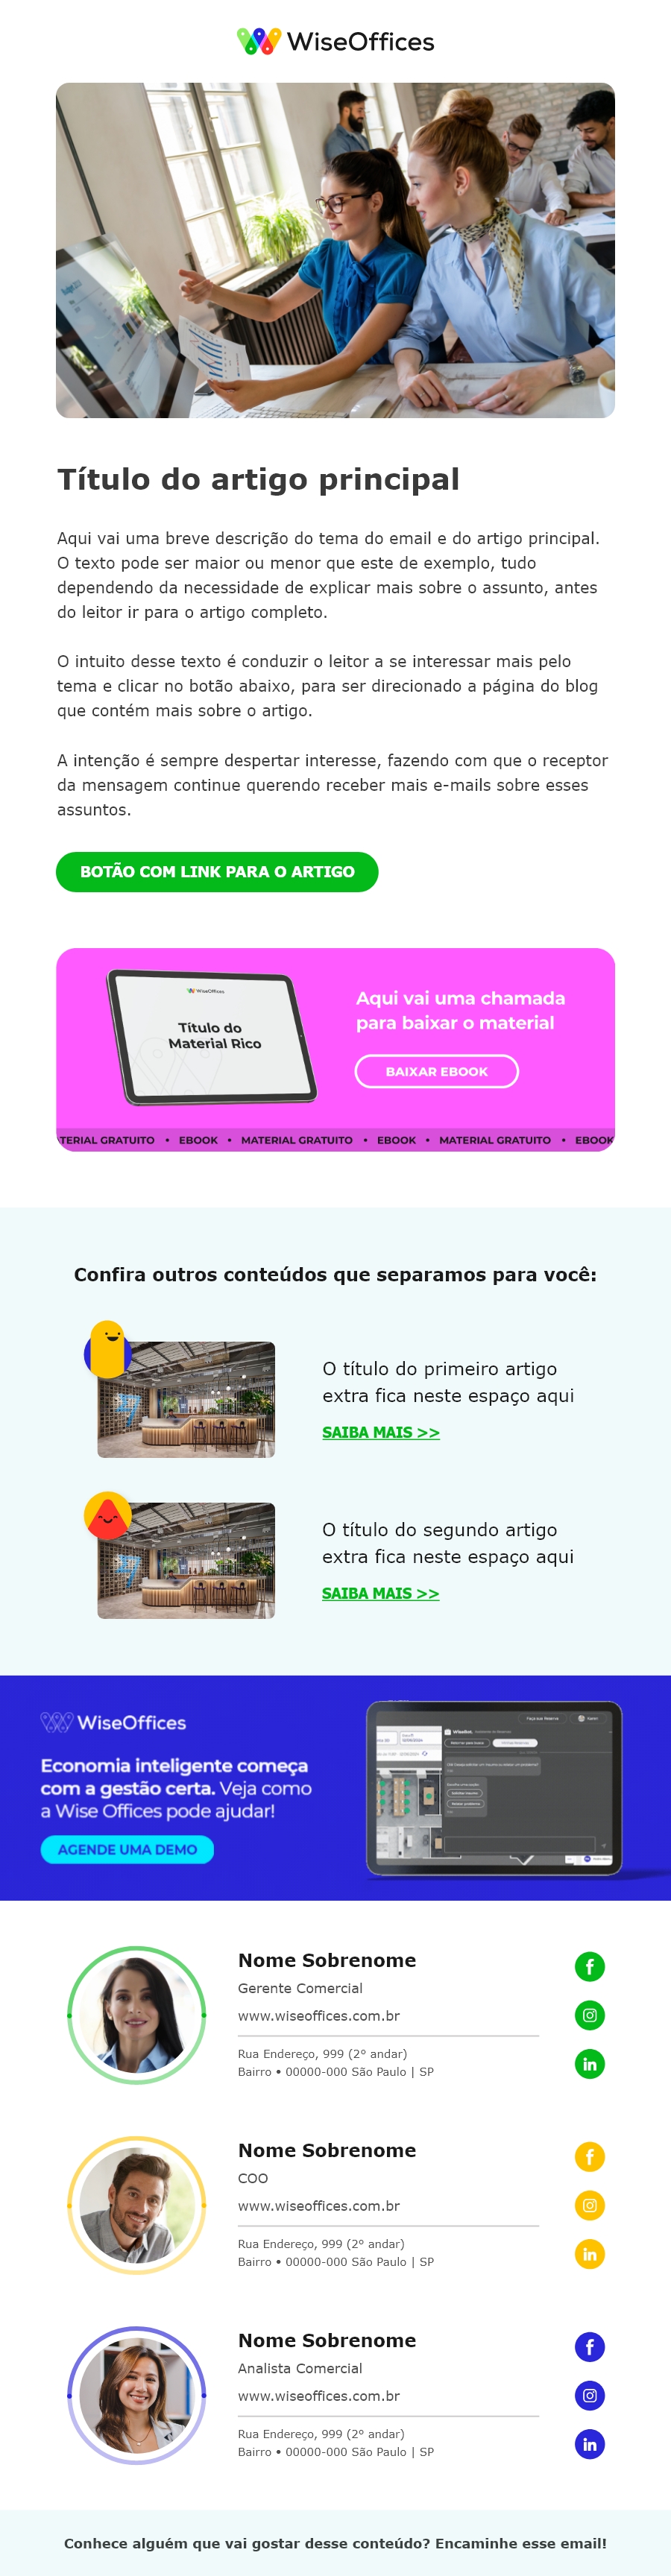 WiseOffices
Título do artigo principal
Aqui vai uma breve descrição do tema do email e do artigo principal.
O texto pode ser maior ou menor que este de exemplo, tudo
dependendo da necessidade de explicar mais sobre o assunto, antes
do leitor ir para o artigo completo.
O intuito desse texto é conduzir o leitor a se interessar mais pelo
tema e clicar no botão abaixo, para ser direcionado a página do blog
que contém mais sobre o artigo.
A intenção é sempre despertar interesse, fazendo com que o receptor
da mensagem continue querendo receber mais e-mails sobre esses
assuntos.
BOTÃO COM LINK PARA O ARTIGO
WiseOffices
Título do
Material Rico
Aqui vai uma chamada
para baixar o material
BAIXAR EBOOK
TERIAL GRATUITO • EBOOK • MATERIAL GRATUITO • EBOOK • MATERIAL GRATUITO • EBOOK
Confira outros conteúdos que separamos para você:
O título do primeiro artigo
extra fica neste espaço aqui
SAIBA MAIS >>
O título do segundo artigo
extra fica neste espaço aqui
SAIBA MAIS >>
WiseOffices
Economia inteligente começa
com a gestão certa. Veja como
a Wise Offices pode ajudar!
AGENDE UMA DEMO
Faça sua Reserva
WiseBot.
Nome Sobrenome
Gerente Comercial
www.wiseoffices.com.br
Rua Endereço, 999 (2º andar)
Bairro • 00000-000 São Paulo | SP
Nome Sobrenome
COO
www.wiseoffices.com.br
Rua Endereço, 999 (2º andar)
Bairro • 00000-000 São Paulo | SP
Nome Sobrenome
Analista Comercial
www.wiseoffices.com.br
Rua Endereço, 999 (2º andar)
Bairro • 00000-000 São Paulo | SP
Conhece alguém que vai gostar desse conteúdo? Encaminhe esse email!